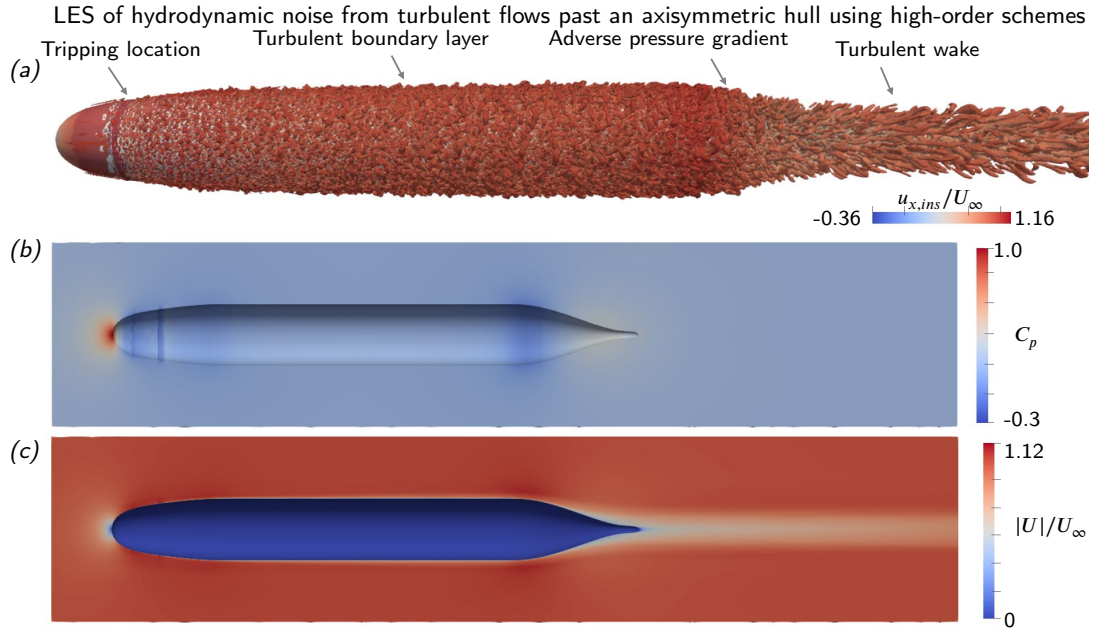 LES of hydrodynamic noise from turbulent flows past an axisymmetric hull using high-order schemes
Tripping location
Turbulent boundary layer
Adverse pressure gradient
Turbulent wake
(a)
u_{x,ins}/U_∞
-0.36
1.16
(b)
1.0
C_p
-0.3
(c)
1.12
|U|/U_∞
0